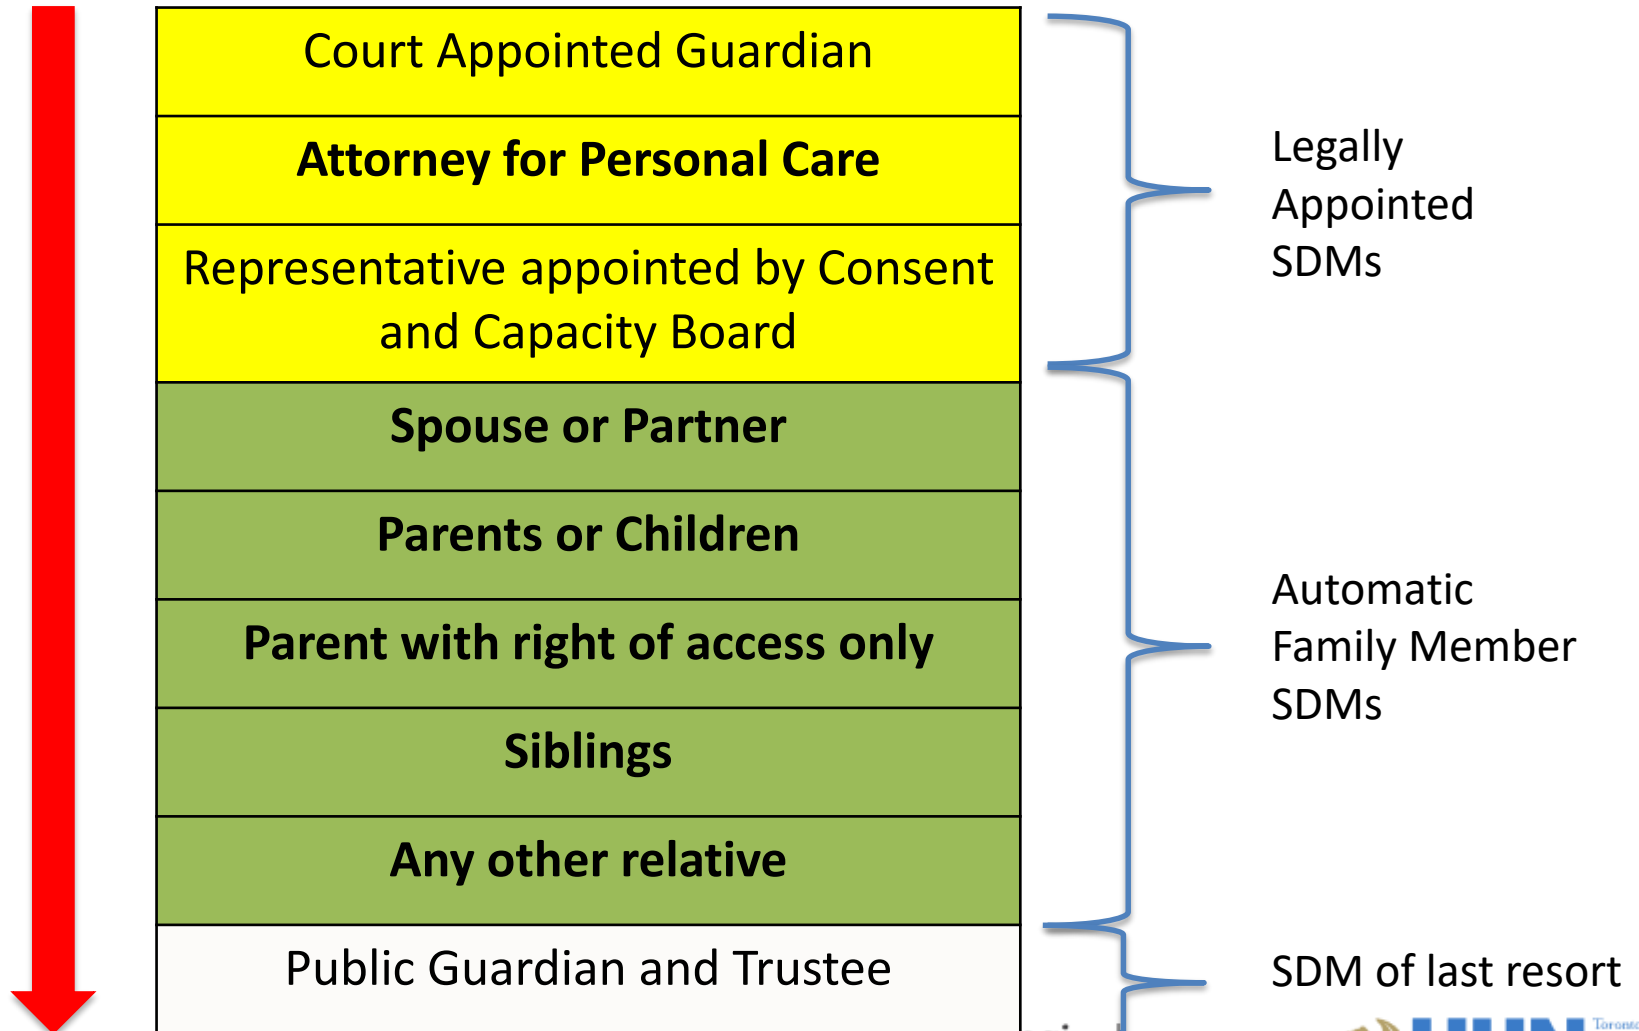 Court Appointed Guardian
Attorney for Personal Care
Representative appointed by Consent
and Capacity Board
Spouse or Partner
Parents or Children
Parent with right of access only
Siblings
Any other relative
Public Guardian and Trustee
Legally
Appointed
SDMs
Automatic
Family Member
SDMs
SDM of last resort